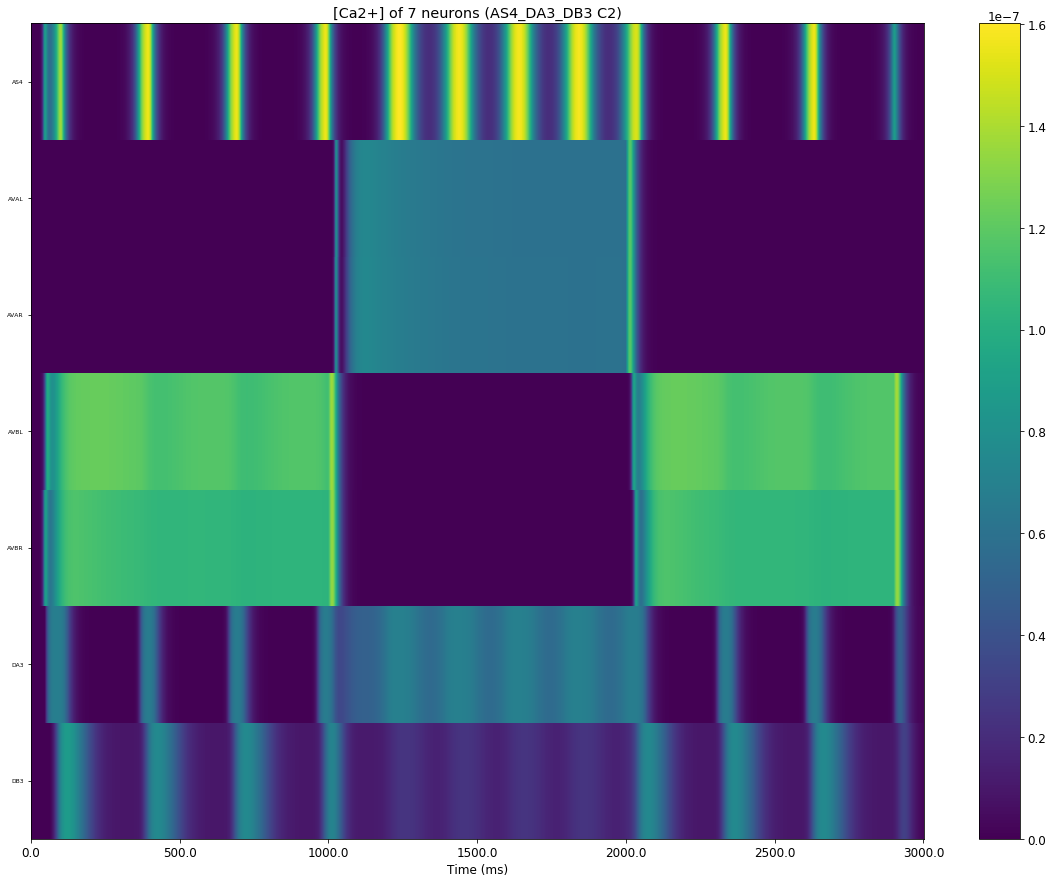 [Ca2+] of 7 neurons (AS4_DA3_DB3 C2)
1e−7
AS4
AVAL
AVAR
AVBL
AVBR
DA3
DB3
0.0 500.0 1000.0 1500.0 2000.0 2500.0 3000.0
Time (ms)
1.6
1.4
1.2
1.0
0.8
0.6
0.4
0.2
0.0